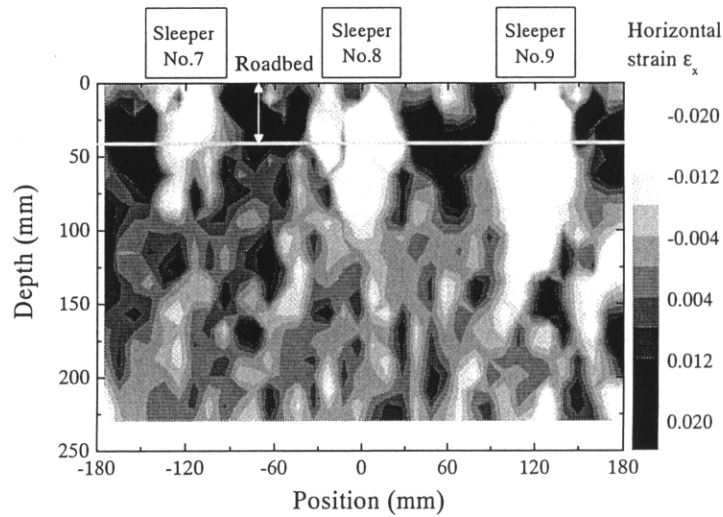 Sleeper
No.7
Roadbed
Sleeper
No.8
Sleeper
No.9
Horizontal
strain εx
0
50
100
150
200
250
Depth (mm)
-180
-120
-60
0
60
120
180
Position (mm)
-0.020
-0.012
-0.004
0.004
0.012
0.020